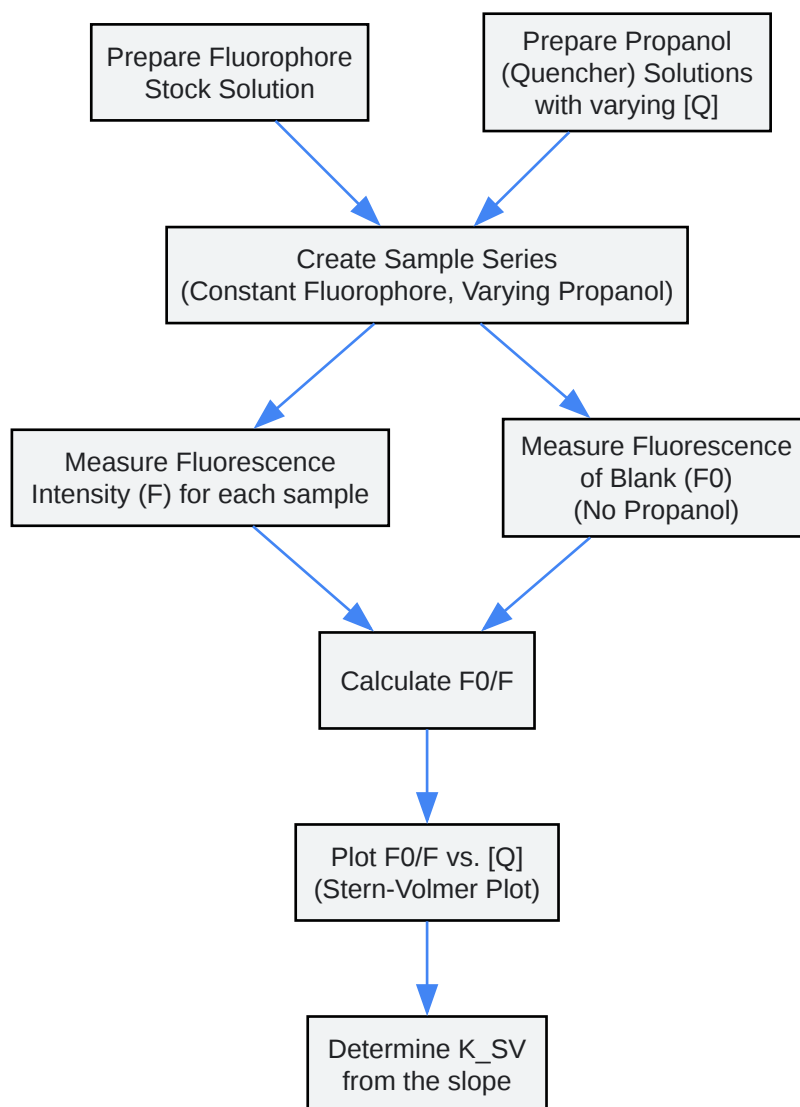 Prepare Fluorophore
Stock Solution
Prepare Propanol
(Quencher) Solutions
with varying [Q]
Create Sample Series
(Constant Fluorophore, Varying Propanol)
Measure Fluorescence
Intensity (F) for each sample
Measure Fluorescence
of Blank (F0)
(No Propanol)
Calculate F0/F
Plot F0/F vs. [Q]
(Stern-Volmer Plot)
Determine K_SV
from the slope